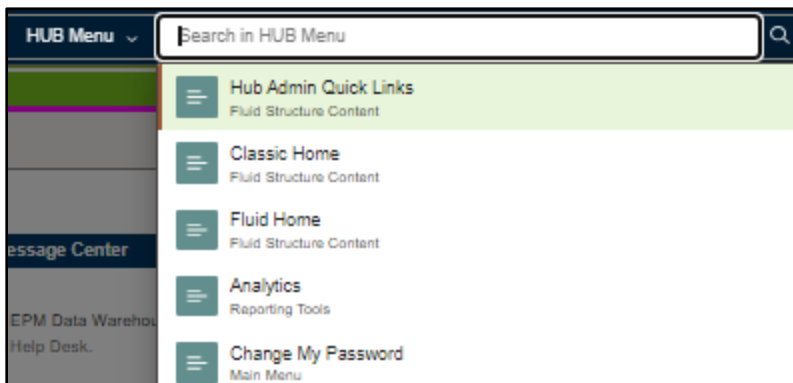 HUB Menu
Search in HUB Menu
Hub Admin Quick Links
Fluid Structure Content
Classic Home
Fluid Structure Content
Fluid Home
Fluid Structure Content
Analytics
Reporting Tools
Change My Password
Main Menu
essage Center
EPM Data Warehou
Help Desk.